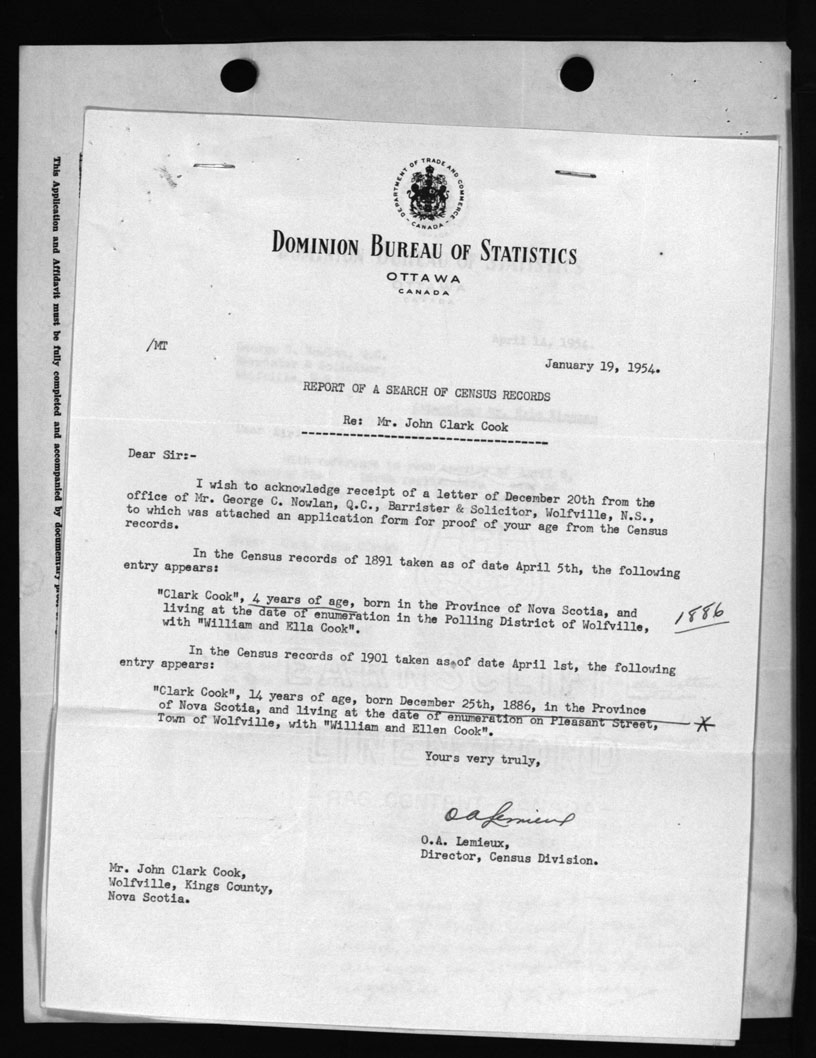 This Application and Affidavit must be fully completed and accompanied by documentary
DEPARTMENT OF TRADE AND COMMERCE
- CANADA -
DOMINION BUREAU OF STATISTICS
OTTAWA
CANADA
/MT
April 14, 1954.
January 19, 1954.
REPORT OF A SEARCH OF CENSUS RECORDS
Re: Mr. John Clark Cook
Dear Sir:-
I wish to acknowledge receipt of a letter of December 20th from the
office of Mr. George C. Nowlan, Q.C., Barrister & Solicitor, Wolfville, N.S.,
to which was attached an application form for proof of your age from the Census
records.
In the Census records of 1891 taken as of date April 5th, the following
entry appears:
"Clark Cook", 4 years of age, born in the Province of Nova Scotia, and
living at the date of enumeration in the Polling District of Wolfville,
with "William and Ella Cook".
1886
In the Census records of 1901 taken as of date April 1st, the following
entry appears:
"Clark Cook", 14 years of age, born December 25th, 1886, in the Province
of Nova Scotia, and living at the date of enumeration on Pleasant Street,
Town of Wolfville, with "William and Ellen Cook".
X
Yours very truly,
O A Lemieux
O.A. Lemieux,
Director, Census Division.
Mr. John Clark Cook,
Wolfville, Kings County,
Nova Scotia.